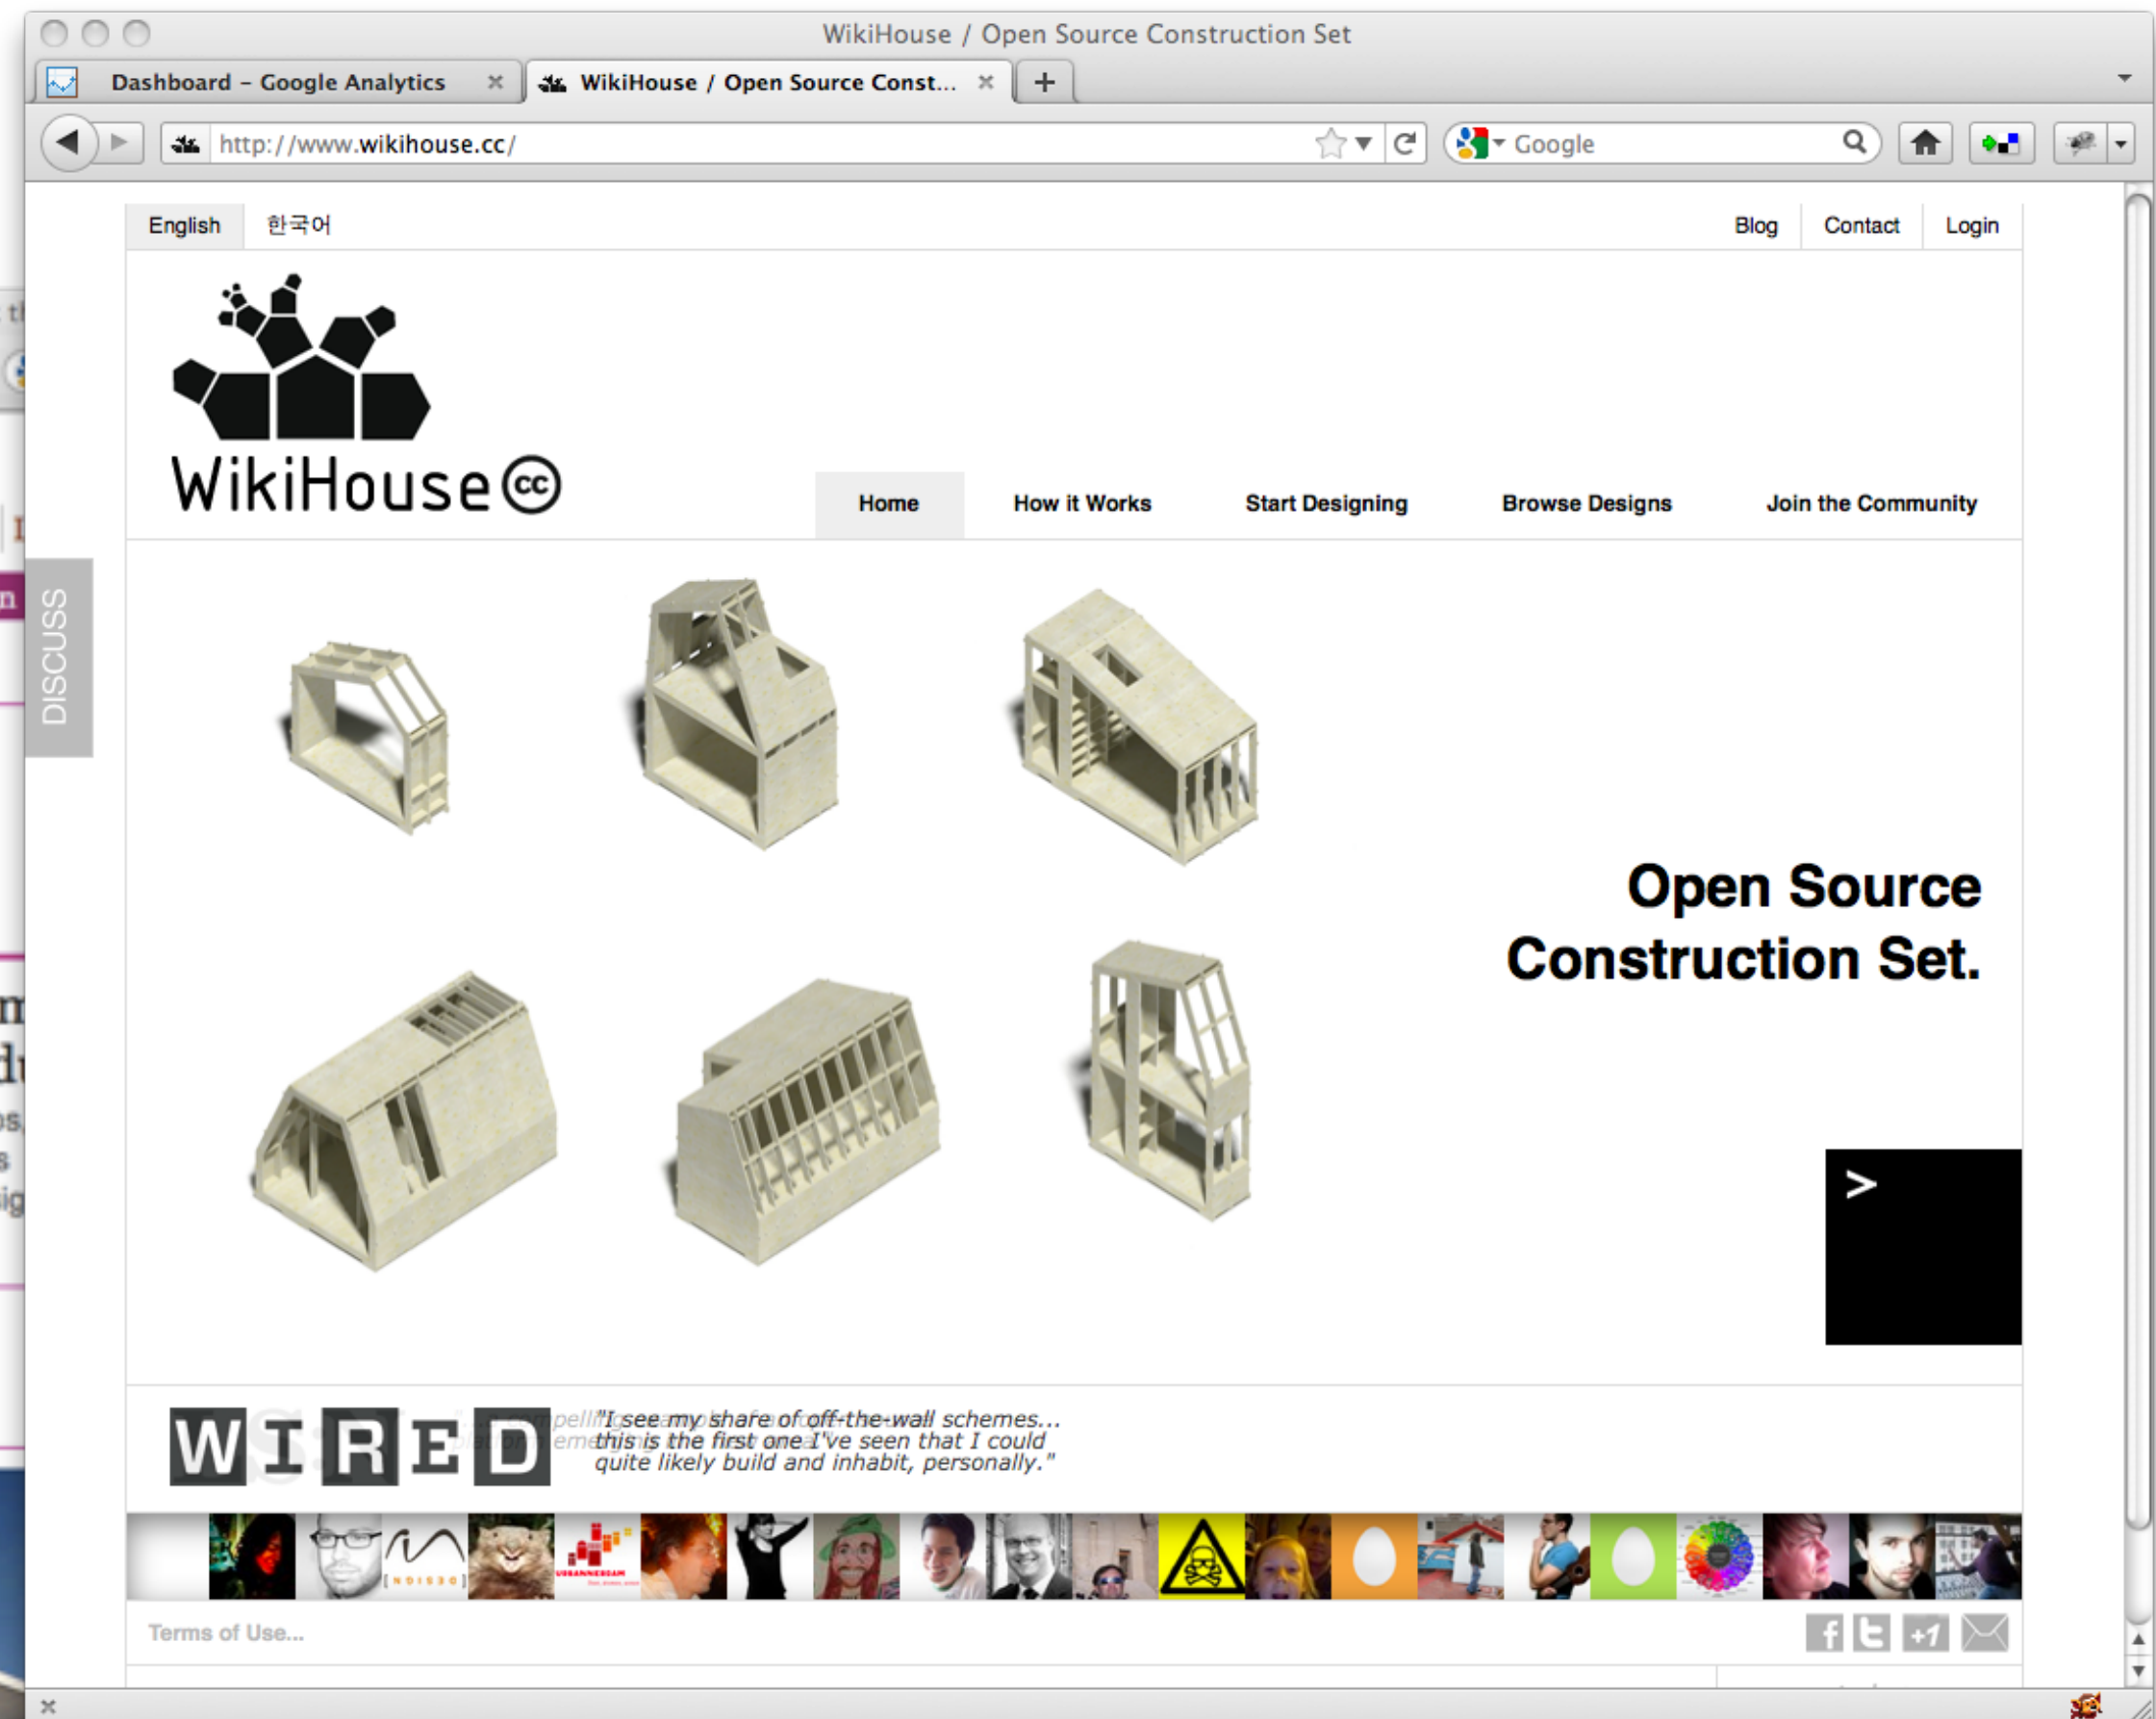 WikiHouse / Open Source Construction Set
Dashboard – Google Analytics
WikiHouse / Open Source Const...
http://www.wikihouse.cc/
Google
English
한국어
Blog
Contact
Login
WikiHouse cc
Home
How it Works
Start Designing
Browse Designs
Join the Community
DISCUSS
Open Source
Construction Set.
>
WIRED
"I see my share of off-the-wall schemes...
this is the first one I've seen that I could
quite likely build and inhabit, personally."
Terms of Use...
f
t
+1